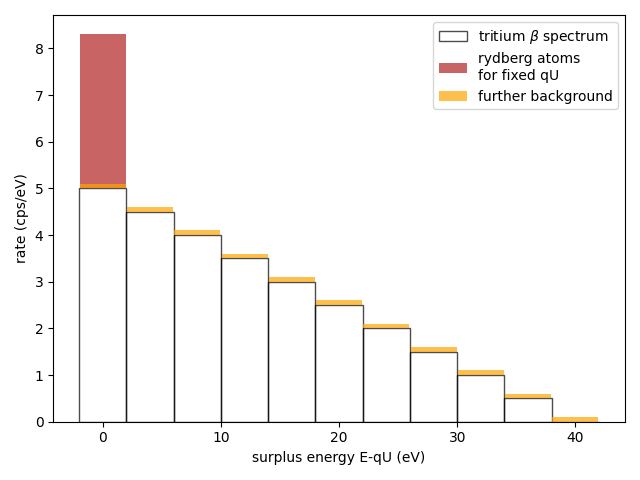 8
7
6
5
4
3
2
1
0
rate (cps/eV)
tritium β spectrum
rydberg atoms
for fixed qU
further background
0 10 20 30 40
surplus energy E-qU (eV)